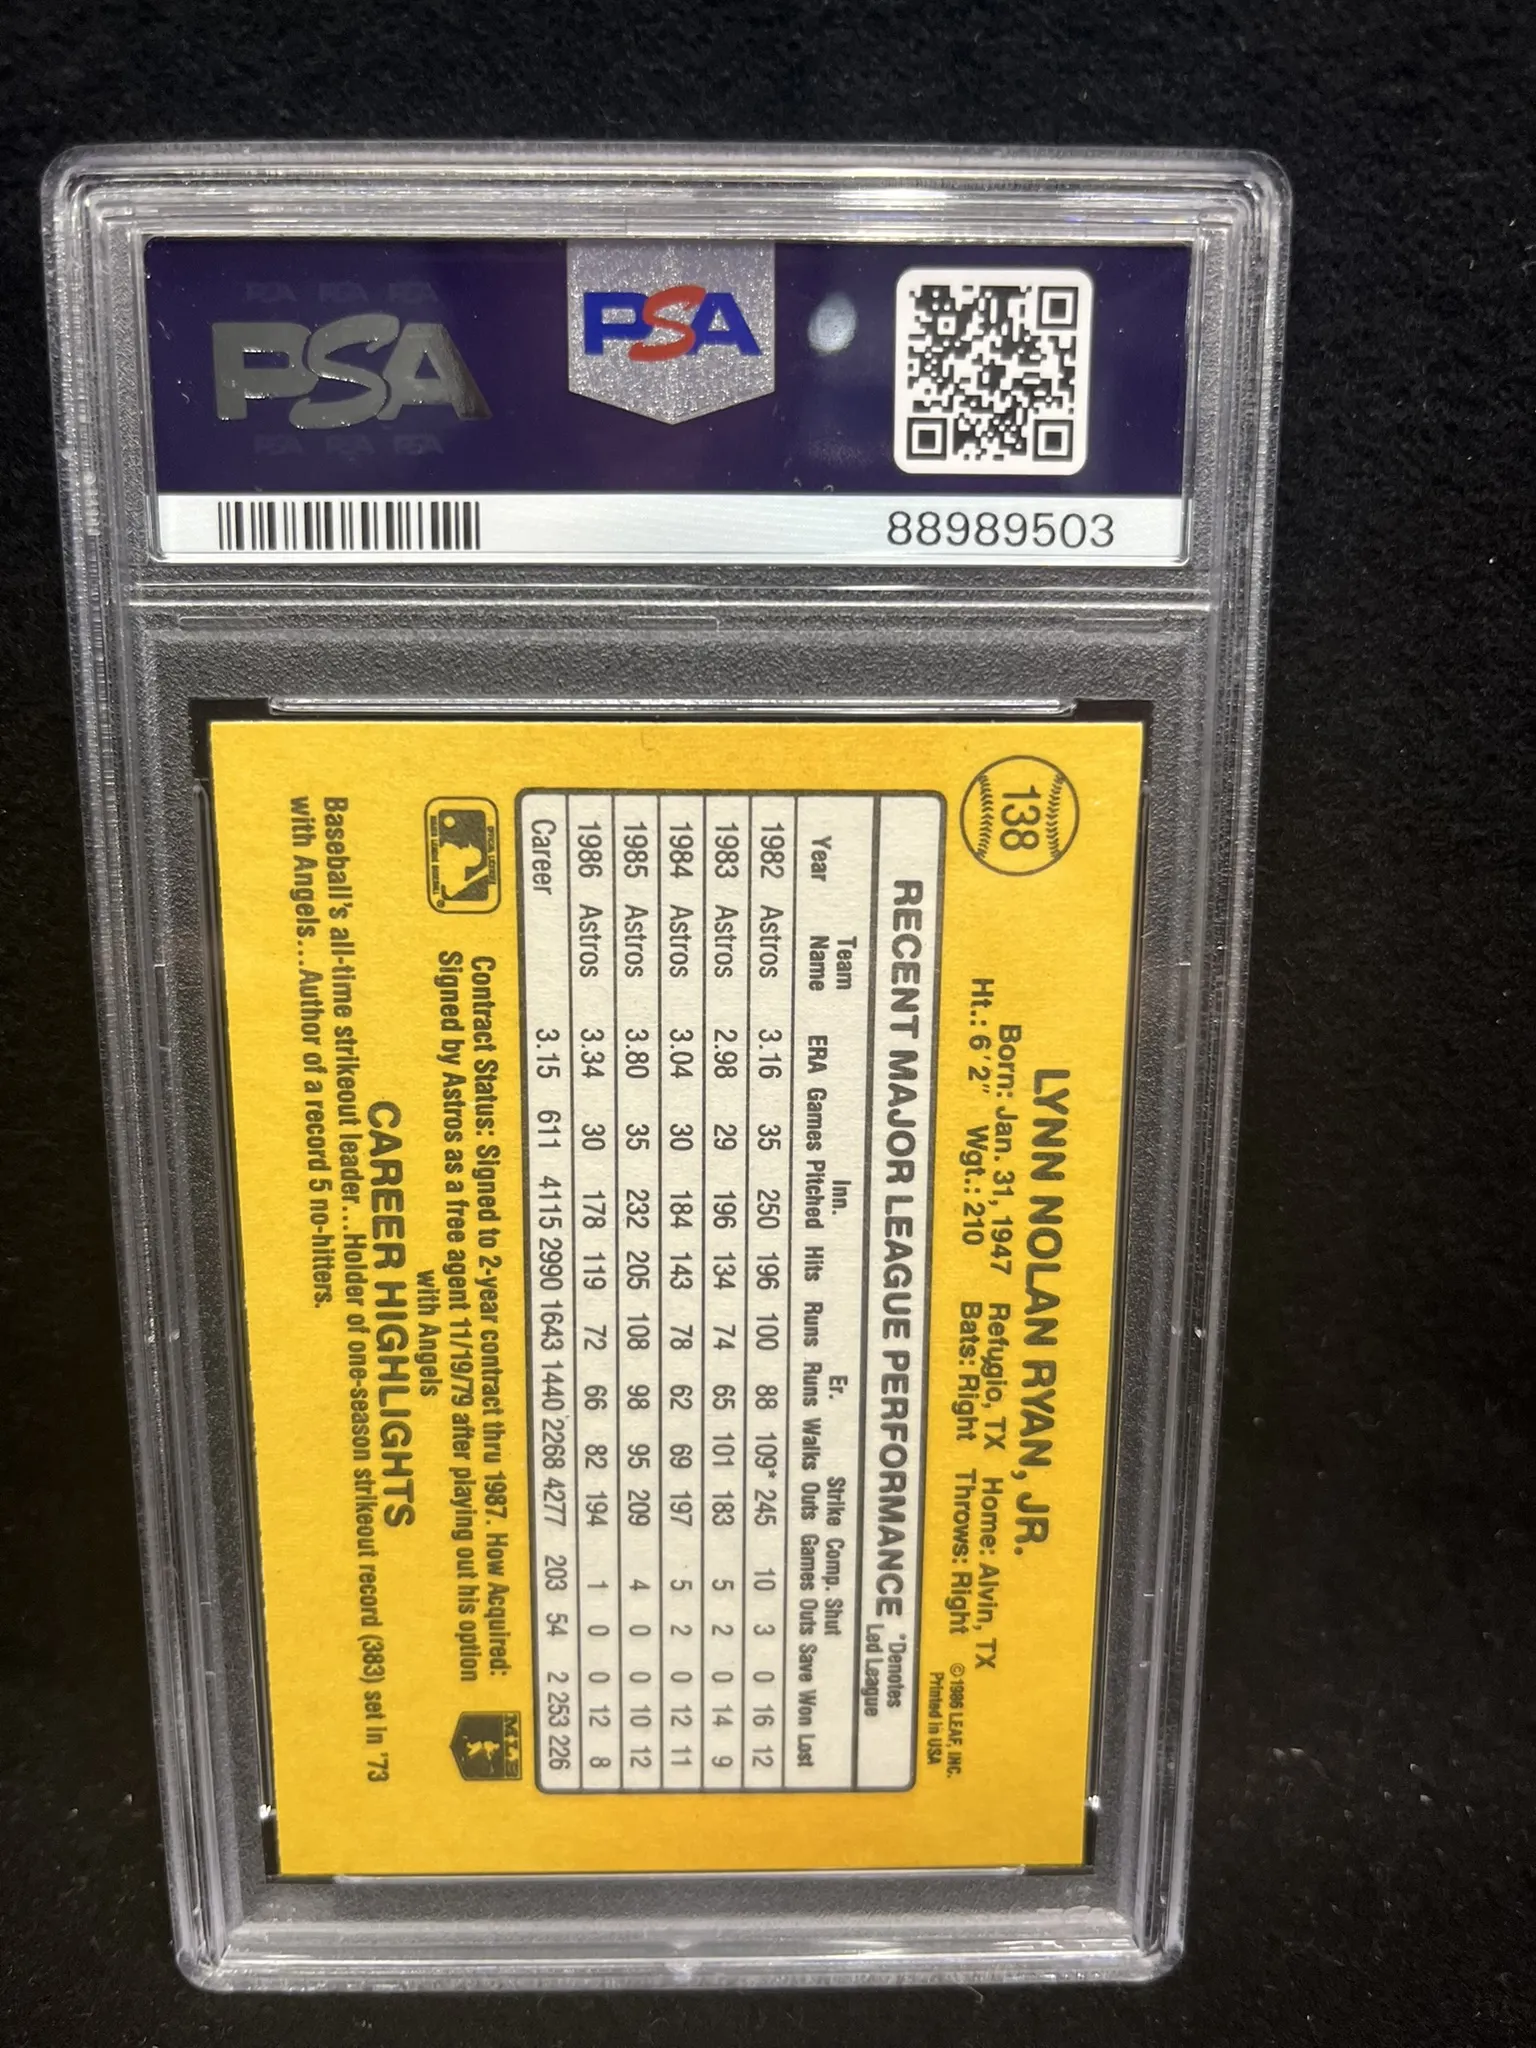 PSA PSA PSA
PSA
PSA PSA PSA
PSA
88989503
138
LYNN NOLAN RYAN, JR.
Born: Jan. 31, 1947 Refugio, TX Home: Alvin, TX
Ht.: 6'2" Wgt.: 210 Bats: Right Throws: Right
©1986 LEAF, INC.
Printed in USA
RECENT MAJOR LEAGUE PERFORMANCE
*Denotes
Led League
Team Inn. Er. Strike Comp. Shut
Year Name ERA Games Pitched Hits Runs Runs Walks Outs Games Outs Save Won Lost
1982 Astros 3.16 35 250 196 100 88 109* 245 10 3 0 16 12
1983 Astros 2.98 29 196 134 74 65 101 183 5 2 0 14 9
1984 Astros 3.04 30 184 143 78 62 69 197 5 2 0 12 11
1985 Astros 3.80 35 232 205 108 98 95 209 4 0 0 10 12
1986 Astros 3.34 30 178 119 72 66 82 194 1 0 0 12 8
Career 3.15 611 4115 2990 1643 1440 2268 4277 203 54 2 253 226
Contract Status: Signed to 2-year contract thru 1987. How Acquired:
Signed by Astros as a free agent 11/19/79 after playing out his option
with Angels
MLB
CAREER HIGHLIGHTS
Baseball's all-time strikeout leader...Holder of one-season strikeout record (383) set in '73
with Angels...Author of a record 5 no-hitters.